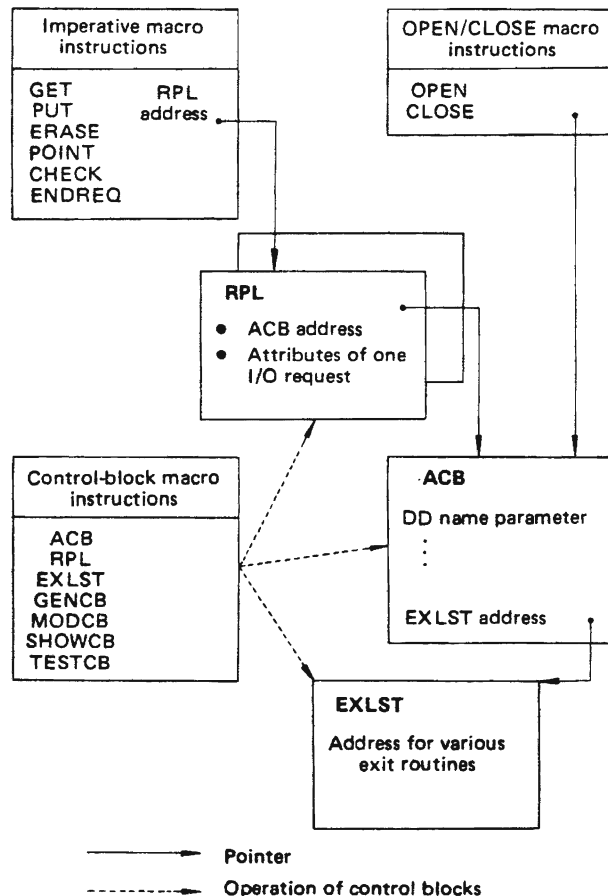 Imperative macro
instructions
GET
PUT
ERASE
POINT
CHECK
ENDREQ
RPL
address
OPEN/CLOSE macro
instructions
OPEN
CLOSE
RPL
• ACB address
• Attributes of one
I/O request
Control-block macro
instructions
ACB
RPL
EXLST
GENCB
MODCB
SHOWCB
TESTCB
ACB
DD name parameter
EXLST address
EXLST
Address for various
exit routines
Pointer
Operation of control blocks